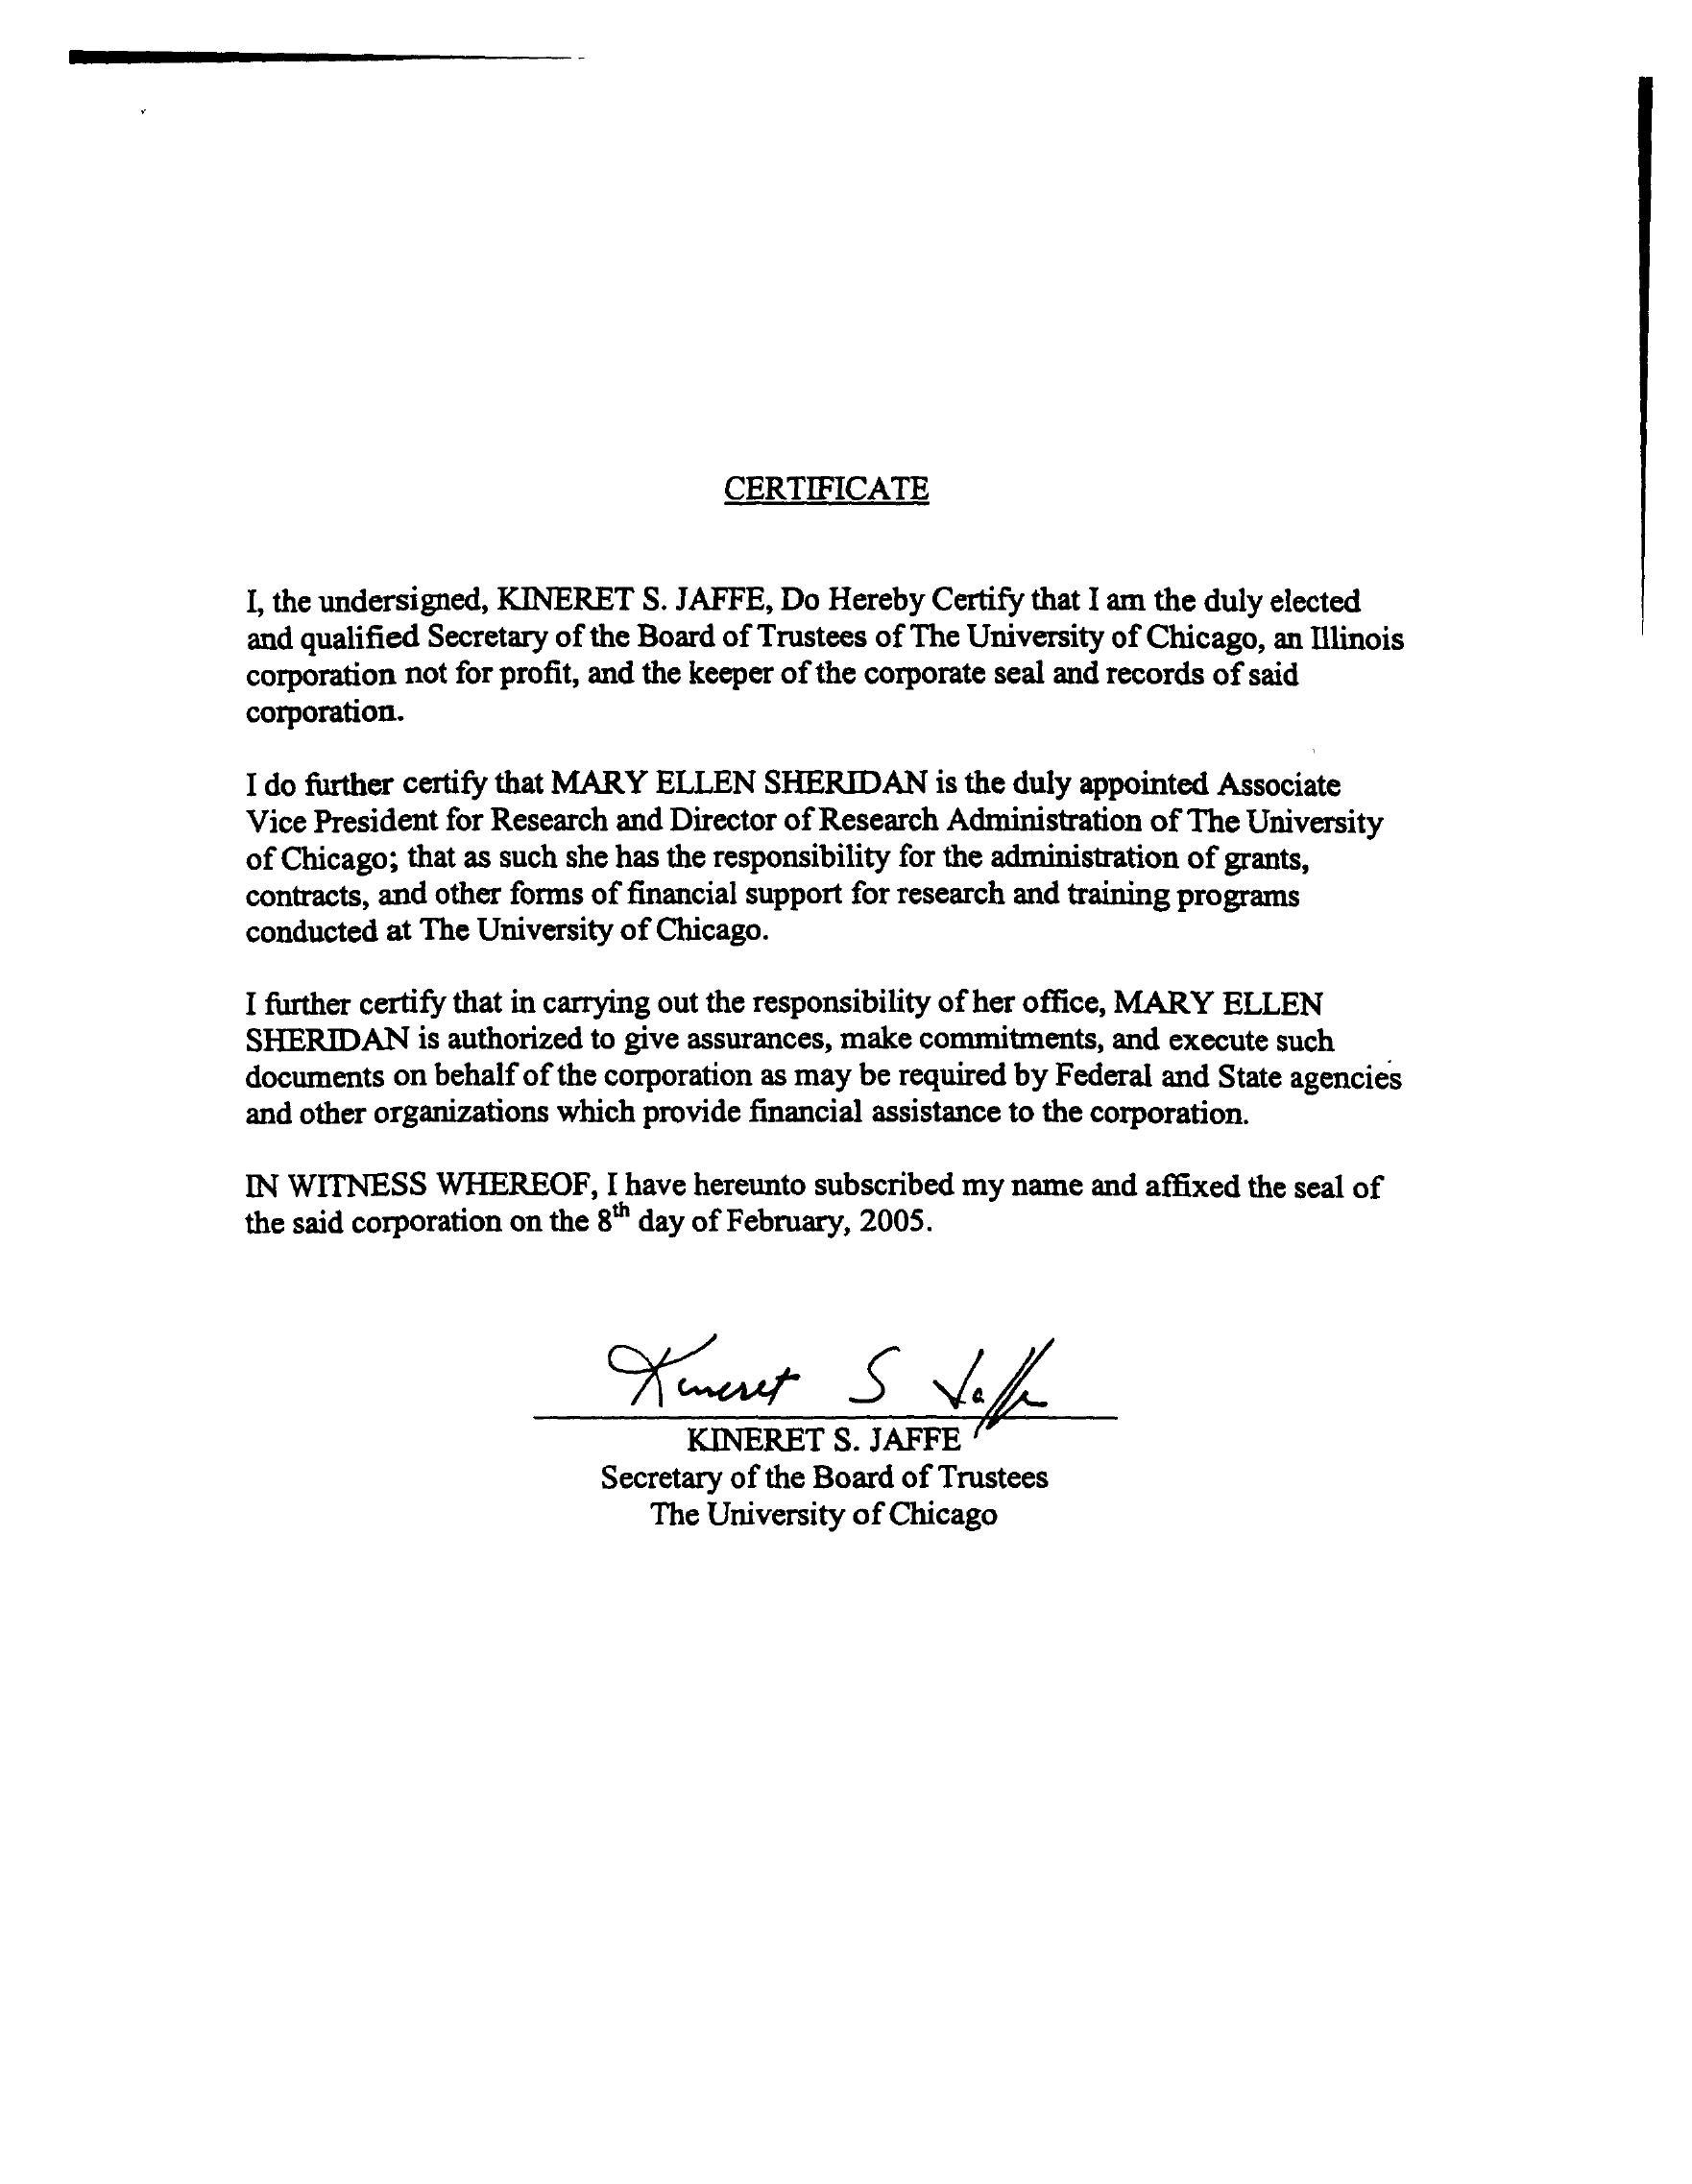 CERTIFICATE
I, the undersigned, KINERET S. JAFFE, Do Hereby Certify that I am the duly elected
and qualified Secretary of the Board of Trustees of The University of Chicago, an Illinois
corporation not for profit, and the keeper of the corporate seal and records of said
corporation.
I do further certify that MARY ELLEN SHERIDAN is the duly appointed Associate
Vice President for Research and Director of Research Administration of The University
of Chicago; that as such she has the responsibility for the administration of grants,
contracts, and other forms of financial support for research and training programs
conducted at The University of Chicago.
I further certify that in carrying out the responsibility of her office, MARY ELLEN
SHERIDAN is authorized to give assurances, make commitments, and execute such
documents on behalf of the corporation as may be required by Federal and State agencies
and other organizations which provide financial assistance to the corporation.
IN WITNESS WHEREOF, I have hereunto subscribed my name and affixed the seal of
the said corporation on the 8th day of February, 2005.
Kineret S Jaffe
KINERET S. JAFFE
Secretary of the Board of Trustees
The University of Chicago